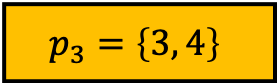 p₃ = {3, 4}